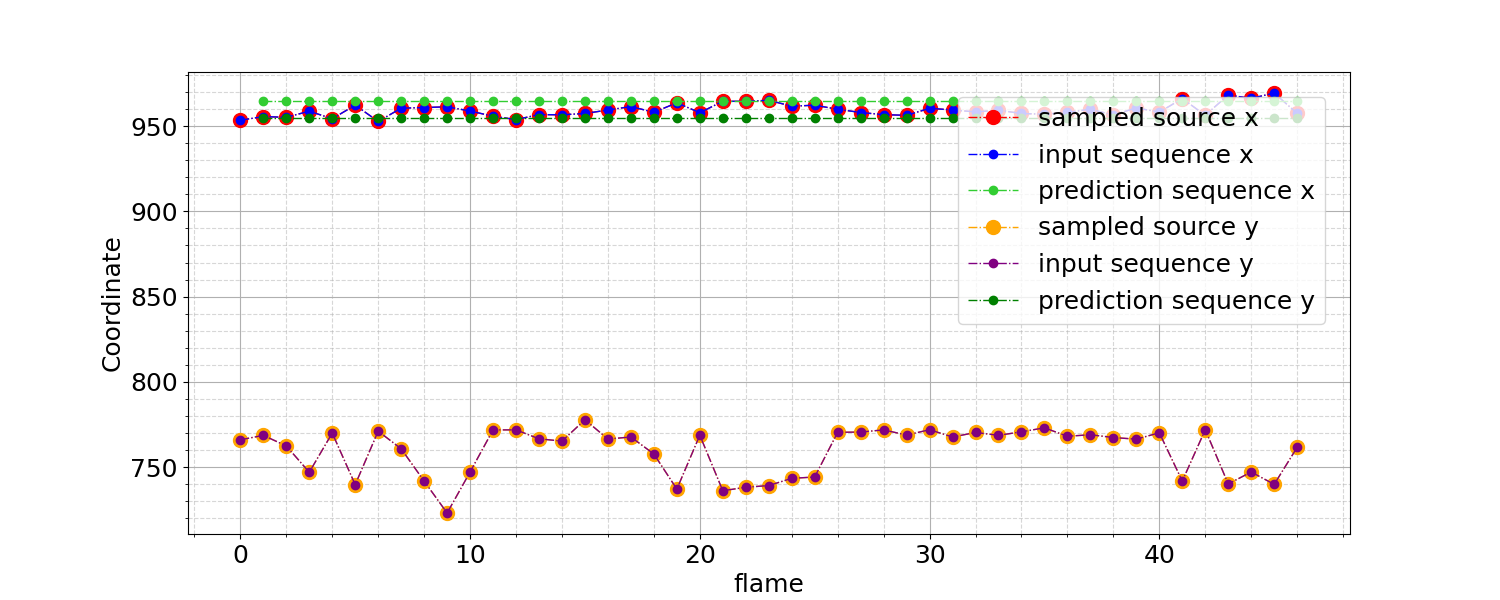 950
900
850
800
750
Coordinate
0 10 20 30 40
flame
sampled source x
input sequence x
prediction sequence x
sampled source y
input sequence y
prediction sequence y